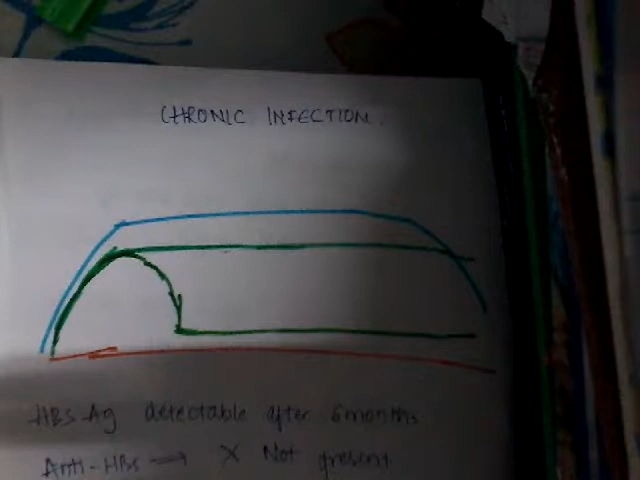 CHRONIC INFECTION.
HBS-Ag detectable after 6months
Anti-HBs → X Not present